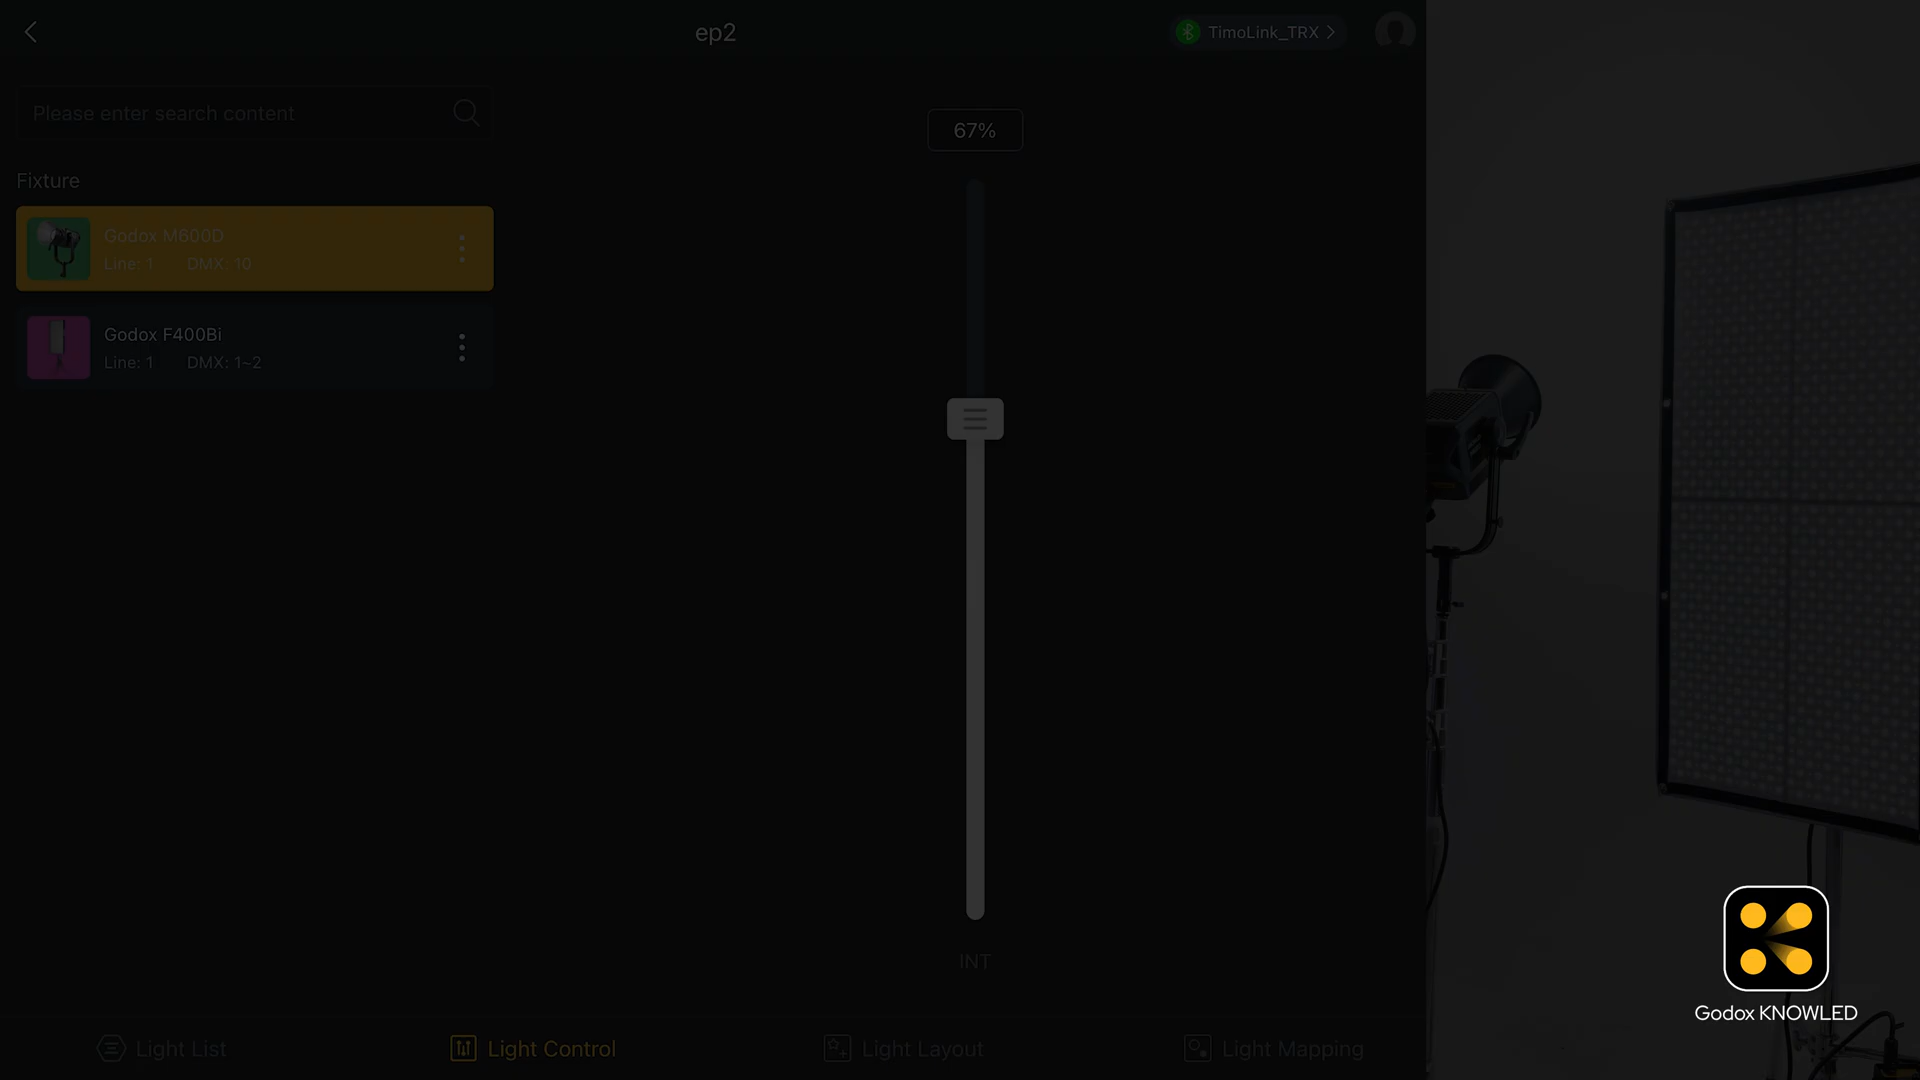 ep2
TimoLink_TRX
Please enter search content
67%
Fixture
Godox M600D
Line: 1 DMX: 10
Godox F400Bi
Line: 1 DMX: 1~2
INT
Godox KNOWLED
Light List
Light Control
Light Layout
Light Mapping